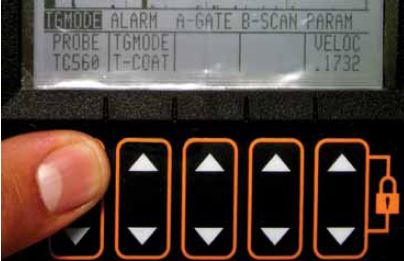 TGMODE ALARM A-GATE B-SCAN PARAM
PROBE TGMODE VELOC
TC560 T-COAT .1732